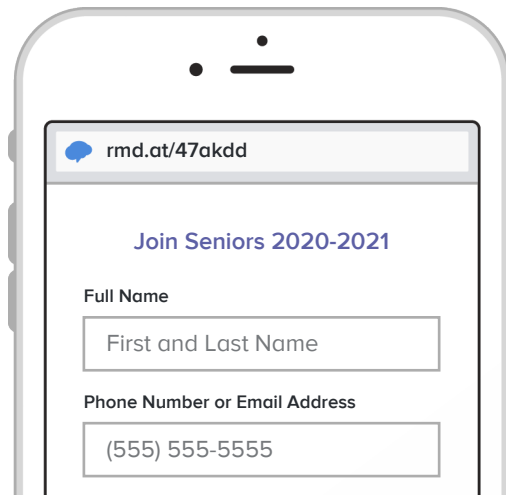 rmd.at/47akdd
Join Seniors 2020-2021
Full Name
First and Last Name
Phone Number or Email Address
(555) 555-5555